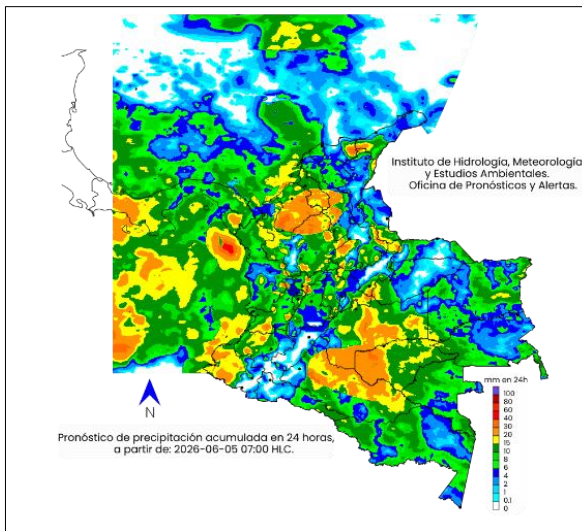 Instituto de Hidrología, Meteorología
y Estudios Ambientales.
Oficina de Pronósticos y Alertas.
mm en 24h
100
80
60
40
30
20
15
10
8
6
4
2
1
0.1
0
N
Pronóstico de precipitación acumulada en 24 horas,
a partir de: 2026-06-05 07:00 HLC.